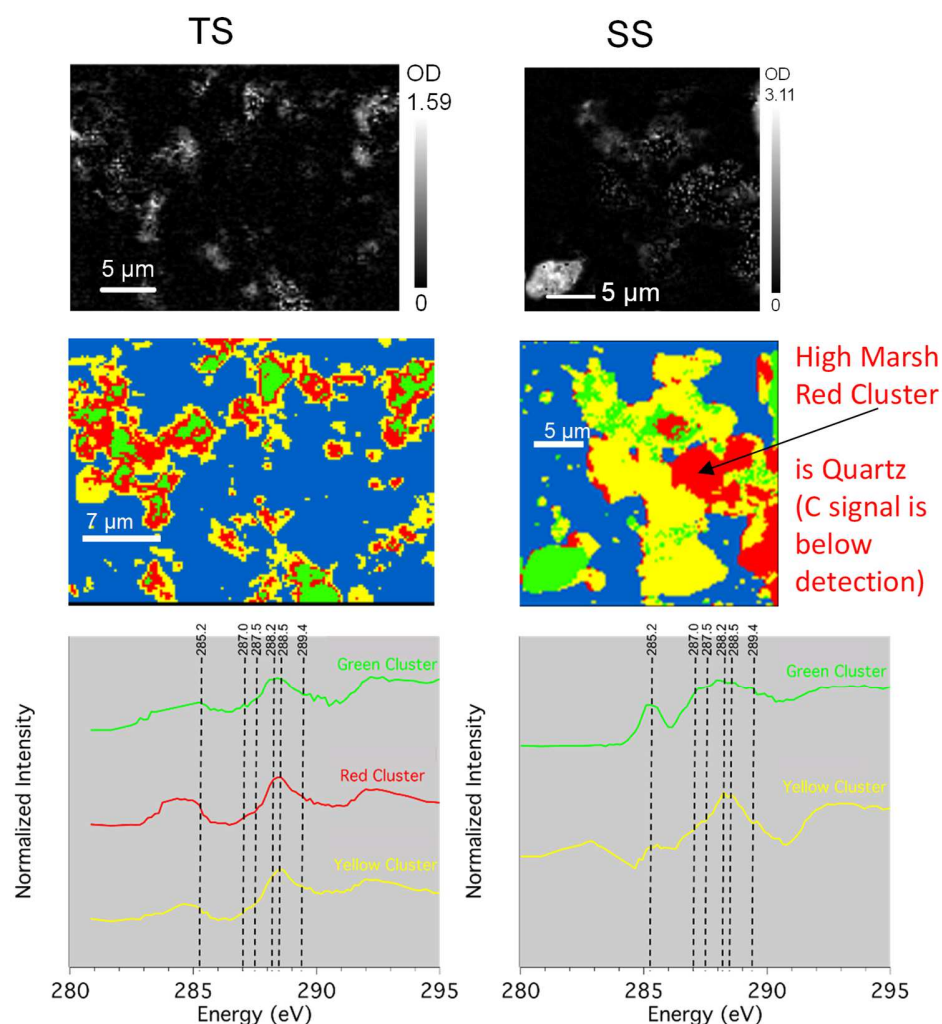 TS
SS
OD
1.59
0
5 µm
OD
3.11
0
5 µm
7 µm
5 µm
High Marsh
Red Cluster
is Quartz
(C signal is
below
detection)
285.2
287.0
287.5
288.2
288.5
289.4
Green Cluster
Red Cluster
Yellow Cluster
Normalized Intensity
280
285
290
295
Energy (eV)
285.2
287.0
287.5
288.2
288.5
289.4
Green Cluster
Yellow Cluster
Normalized Intensity
280
285
290
295
Energy (eV)